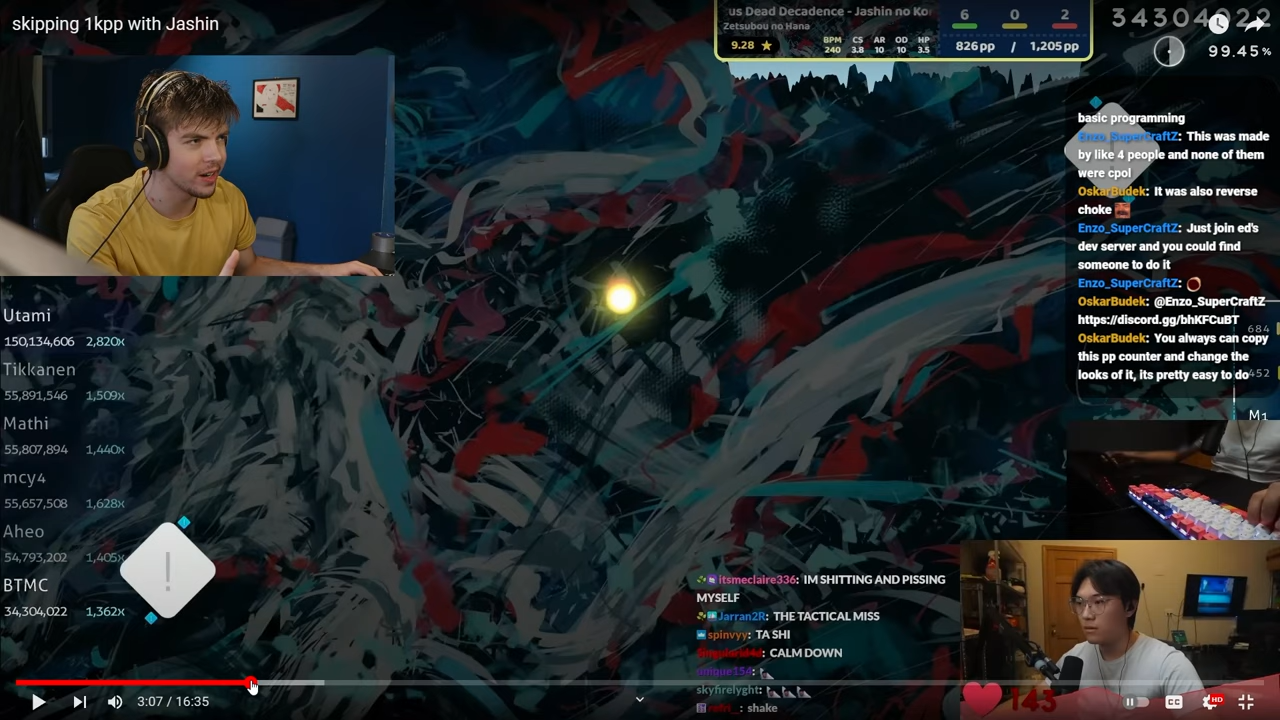 skipping 1kpp with Jashin
us Dead Decadence - Jashin no Ko
Zetsubou no Hana
9.28
BPM CS AR OD HP
240 3.8 10 10 3.5
6 0 2
826pp / 1,205pp
34304022
99.45%
basic programming
Enzo_SuperCraftZ: This was made
by like 4 people and none of them
were cpol
OskarBudek: It was also reverse
choke
Enzo_SuperCraftZ: Just join ed's
dev server and you could find
someone to do it
Enzo_SuperCraftZ:
OskarBudek: @Enzo_SuperCraftZ
https://discord.gg/bhKFCuBT
OskarBudek: You always can copy
this pp counter and change the
looks of it, its pretty easy to do
684
452
M1
Utami
150,134,606 2,820x
Tikkanen
55,891,546 1,509x
Mathi
55,807,894 1,440x
mcy4
55,657,508 1,628x
Aheo
54,793,202 1,405x
BTMC
34,304,022 1,362x
!
itsmeclaire336: IM SHITTING AND PISSING
MYSELF
Jarran2R: THE TACTICAL MISS
spinvyy: TA SHI
CALM DOWN
skyfirelyght:
shake
143
3:07 / 16:35
CC
HD